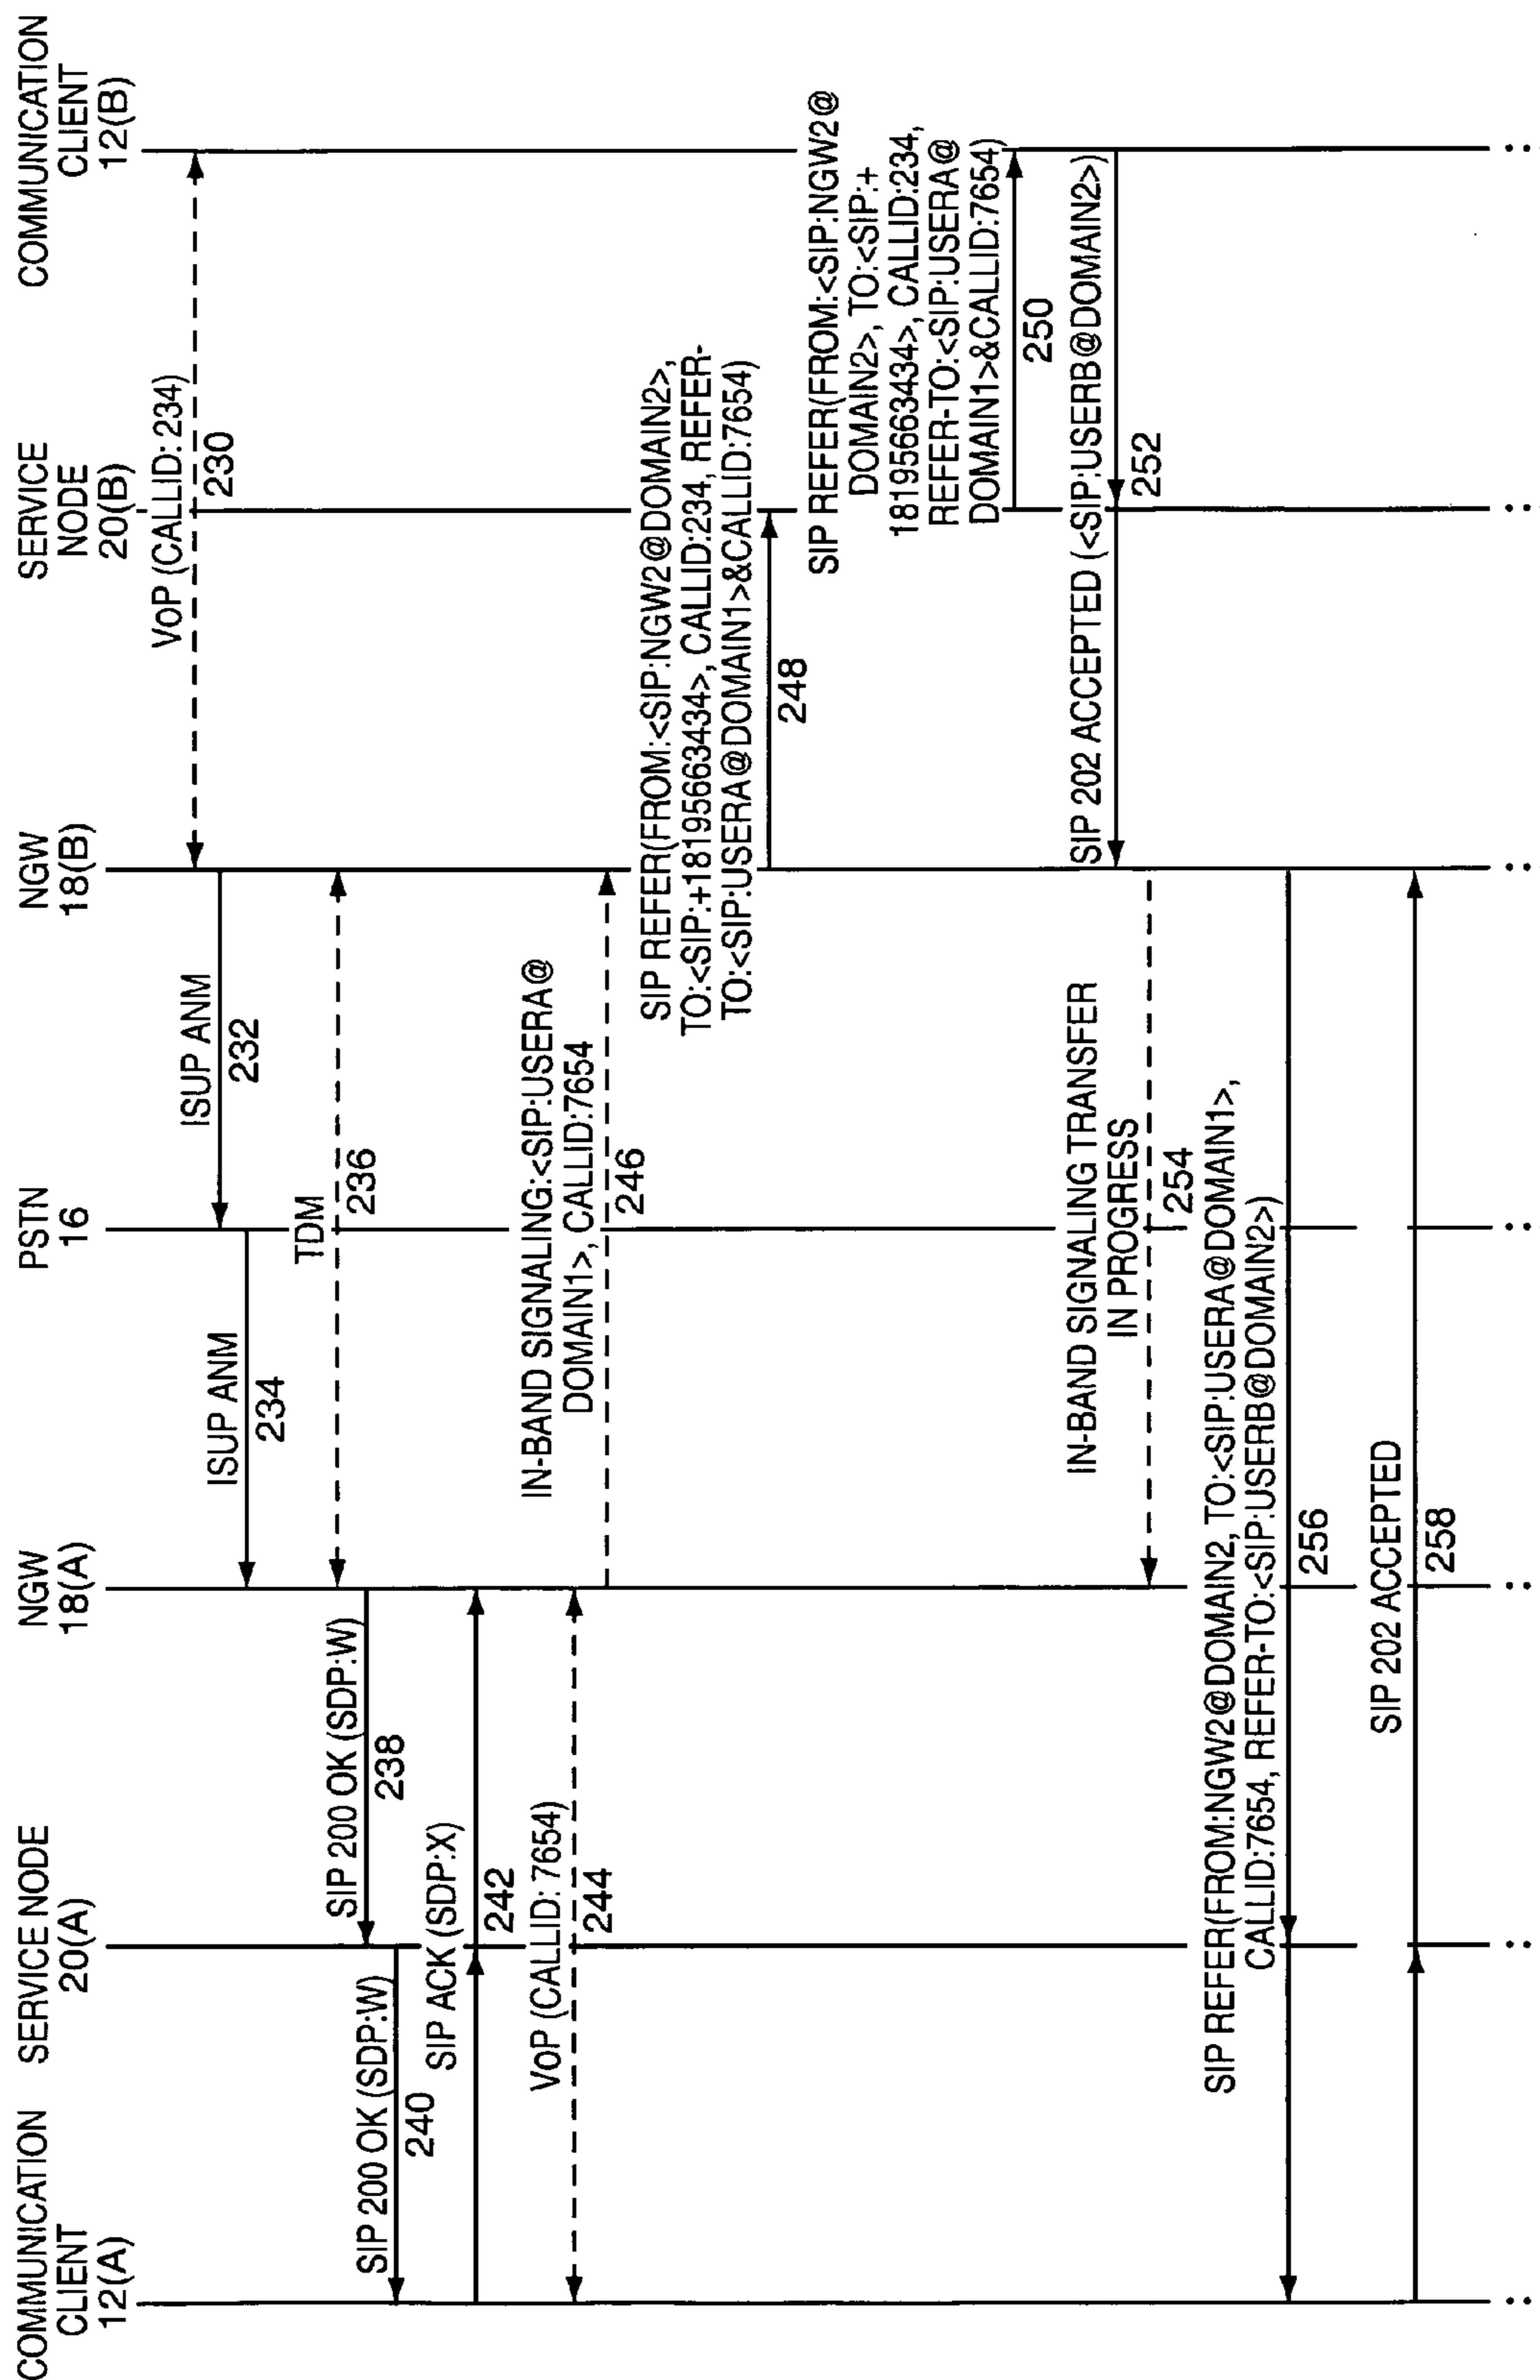 COMMUNICATION
CLIENT
12(A)
SERVICE NODE
20(A)
NGW
18(A)
PSTN
16
NGW
18(B)
SERVICE
NODE
20(B)
COMMUNICATION
CLIENT
12(B)
VoP (CALLID: 234)
230
ISUP ANM
232
ISUP ANM
234
TDM
236
SIP 200 OK (SDP:W)
238
SIP 200 OK (SDP:W)
240
SIP ACK (SDP:X)
242
VoP (CALLID: 7654)
244
IN-BAND SIGNALING:<SIP:USERA@
DOMAIN1>, CALLID:7654
246
SIP REFER(FROM:<SIP:NGW2@DOMAIN2>,
TO:<SIP:+18195663434>, CALLID:234, REFER-
TO:<SIP:USERA@DOMAIN1>&CALLID:7654)
248
SIP REFER(FROM:<SIP:NGW2@
DOMAIN2>, TO:<SIP:+
18195663434>, CALLID:234,
REFER-TO:<SIP:USERA@
DOMAIN1>&CALLID:7654)
250
SIP 202 ACCEPTED (<SIP:USERB@DOMAIN2>)
252
IN-BAND SIGNALING TRANSFER
IN PROGRESS
254
SIP REFER(FROM:NGW2@DOMAIN2, TO:<SIP:USERA@DOMAIN1>,
CALLID:7654, REFER-TO:<SIP:USERB@DOMAIN2>)
256
SIP 202 ACCEPTED
258